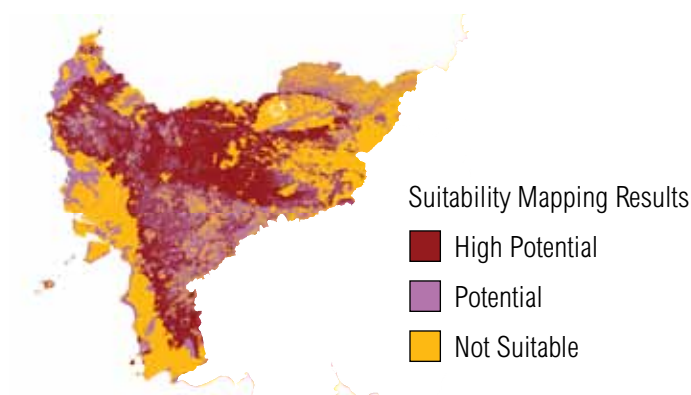 Suitability Mapping Results
High Potential
Potential
Not Suitable